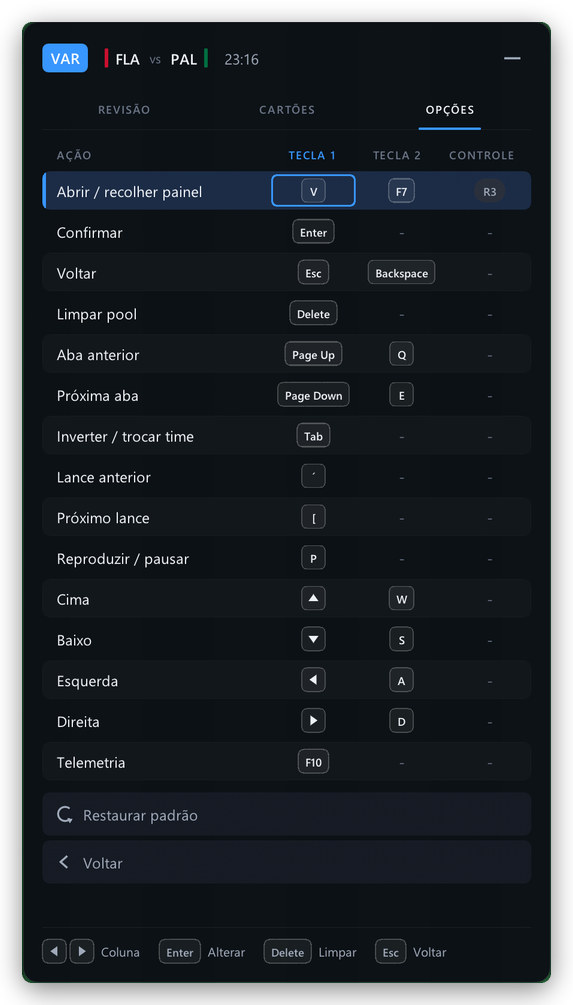 VAR FLA vs PAL 23:16
REVISÃO CARTÕES OPÇÕES
AÇÃO TECLA 1 TECLA 2 CONTROLE
Abrir / recolher painel V F7 R3
Confirmar Enter - -
Voltar Esc Backspace -
Limpar pool Delete - -
Aba anterior Page Up Q -
Próxima aba Page Down E -
Inverter / trocar time Tab - -
Lance anterior ´ - -
Próximo lance [ - -
Reproduzir / pausar P - -
Cima ▲ W -
Baixo ▼ S -
Esquerda ◀ A -
Direita ▶ D -
Telemetria F10 - -
Restaurar padrão
Voltar
◀ ▶ Coluna Enter Alterar Delete Limpar Esc Voltar